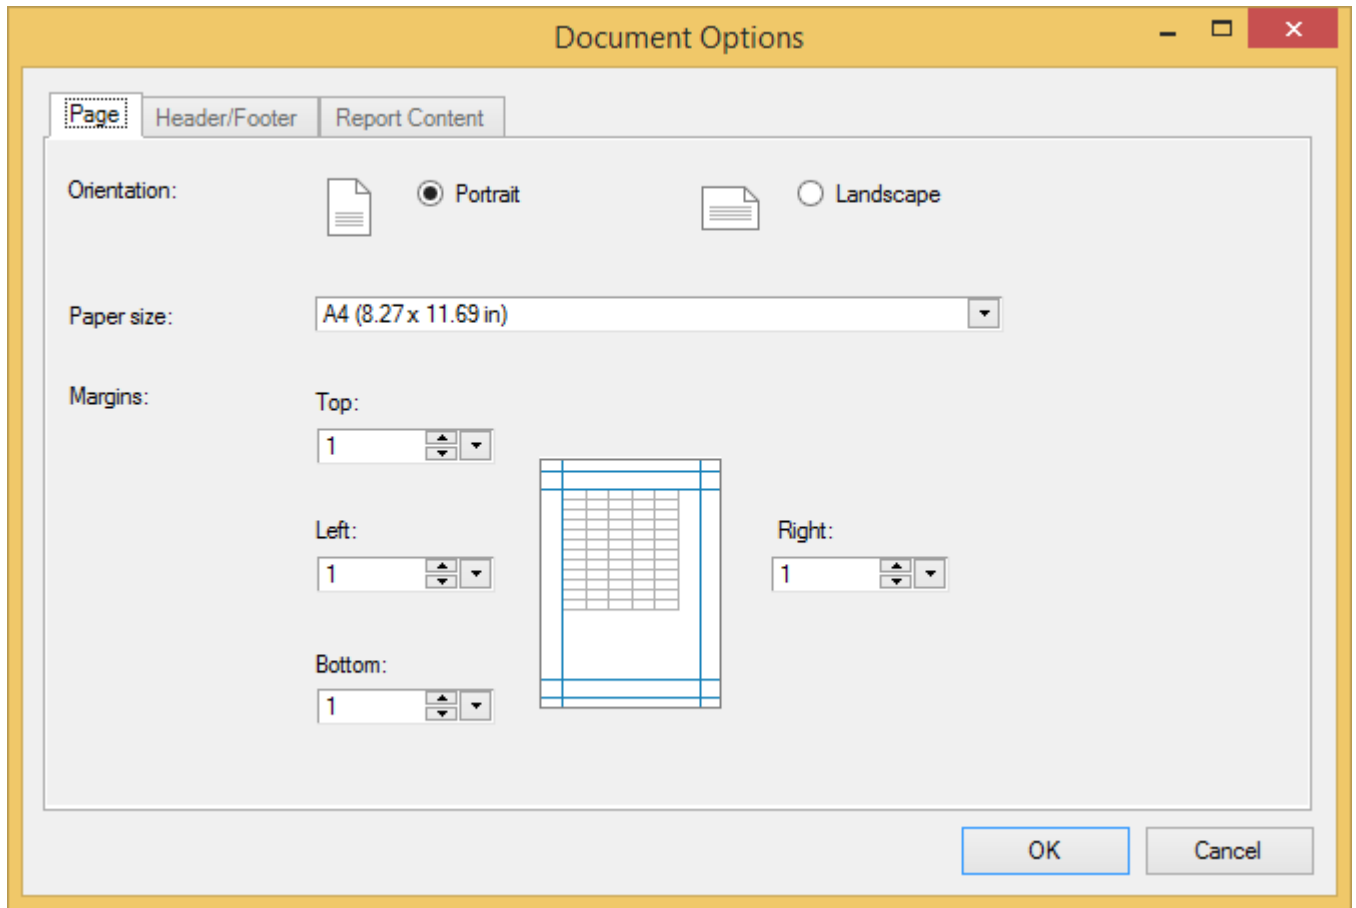 Document Options
Page Header/Footer Report Content
Orientation: Portrait Landscape
Paper size: A4 (8.27 x 11.69 in)
Margins: Top:
1
Left: Right:
1 1
Bottom:
1
OK Cancel